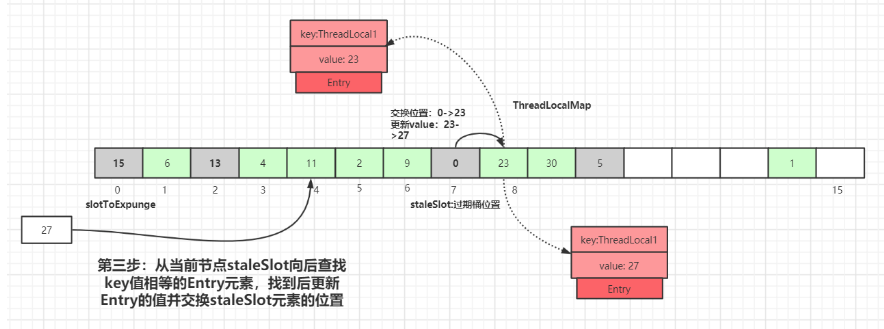 key:ThreadLocal1
value: 23
Entry
交换位置：0->23
更新value：23-
>27
ThreadLocalMap
15 6 13 4 11 2 9 0 23 30 5 1
0 1 2 3 4 5 6 7 8 15
slotToExpunge
staleSlot:过期桶位置
27
key:ThreadLocal1
value: 27
Entry
第三步：从当前节点staleSlot向后查找
key值相等的Entry元素，找到后更新
Entry的值并交换staleSlot元素的位置